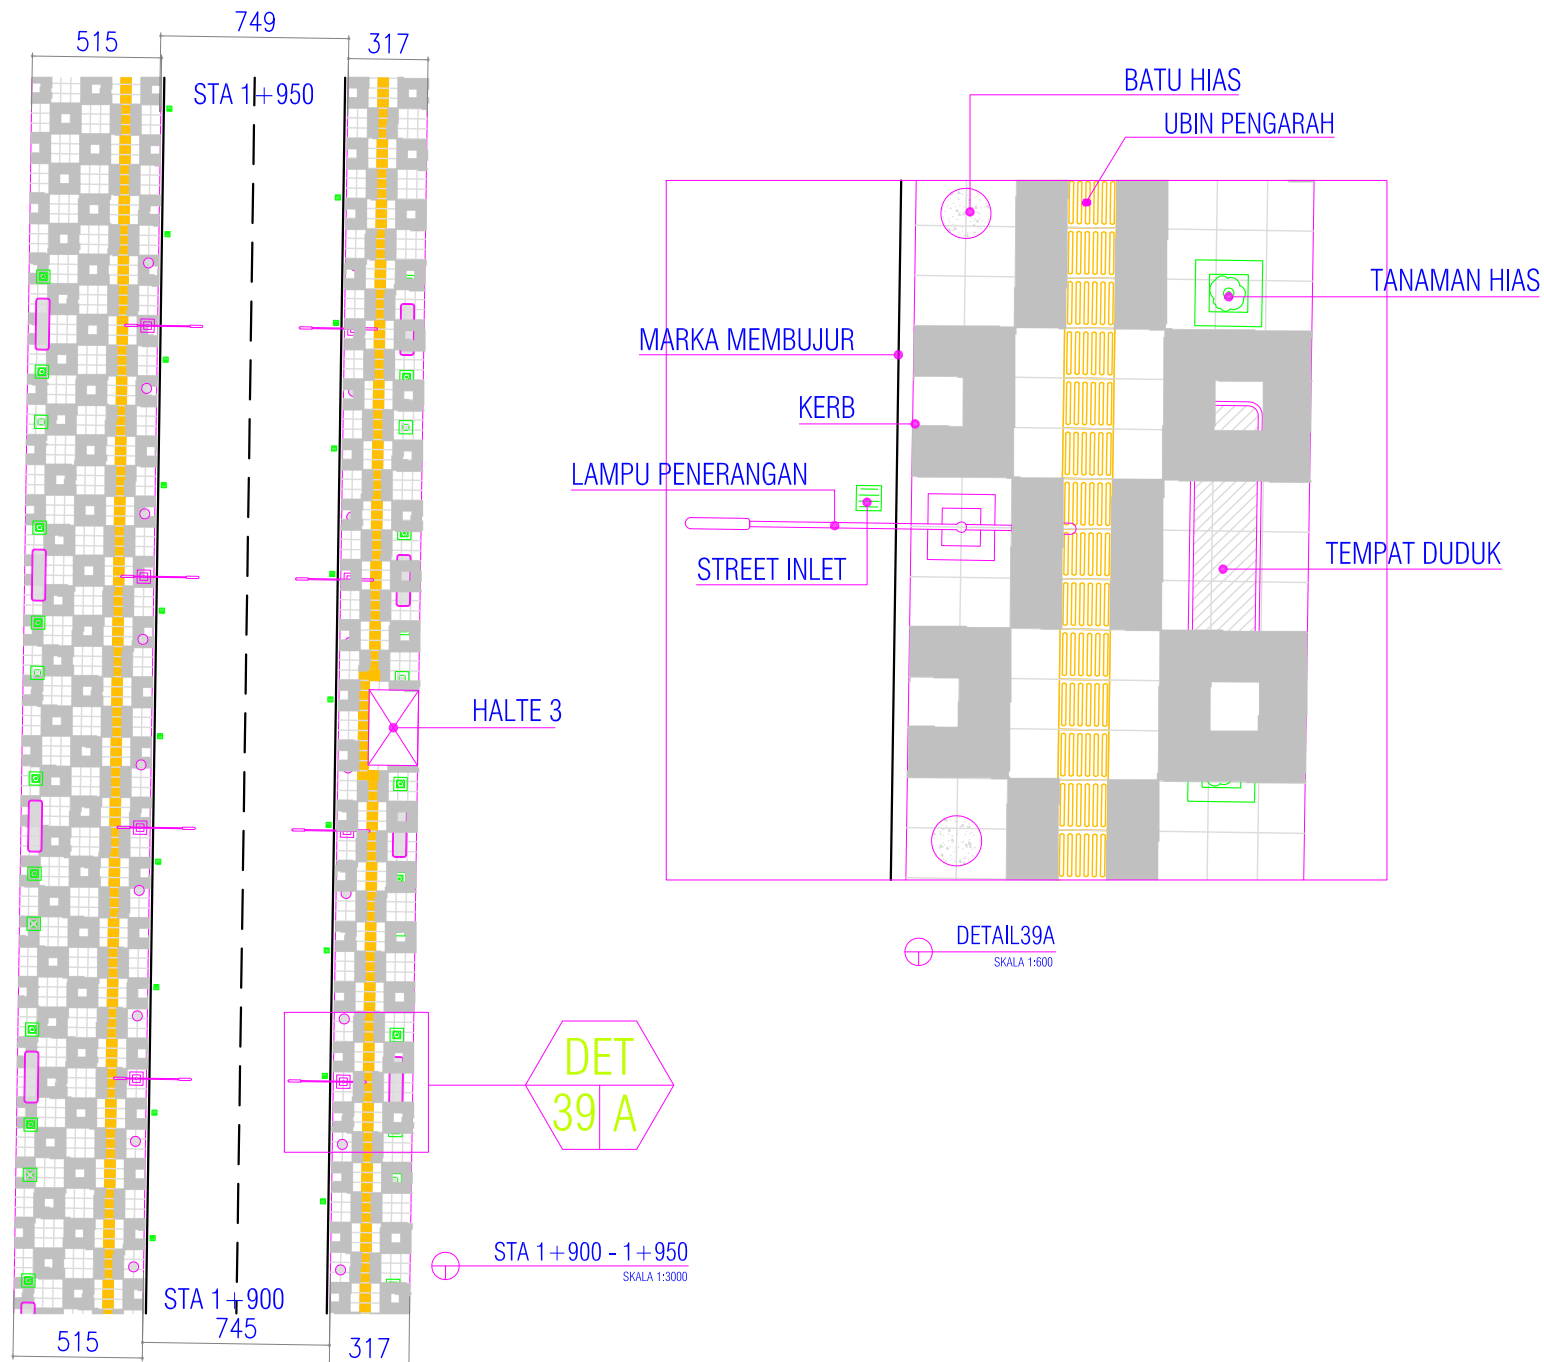 515
749
317
STA 1+950
BATU HIAS
UBIN PENGARAH
TANAMAN HIAS
MARKA MEMBUJUR
KERB
LAMPU PENERANGAN
STREET INLET
TEMPAT DUDUK
HALTE 3
DETAIL39A
SKALA 1:600
DET
39 A
STA 1+900 - 1+950
SKALA 1:3000
STA 1+900
515
745
317